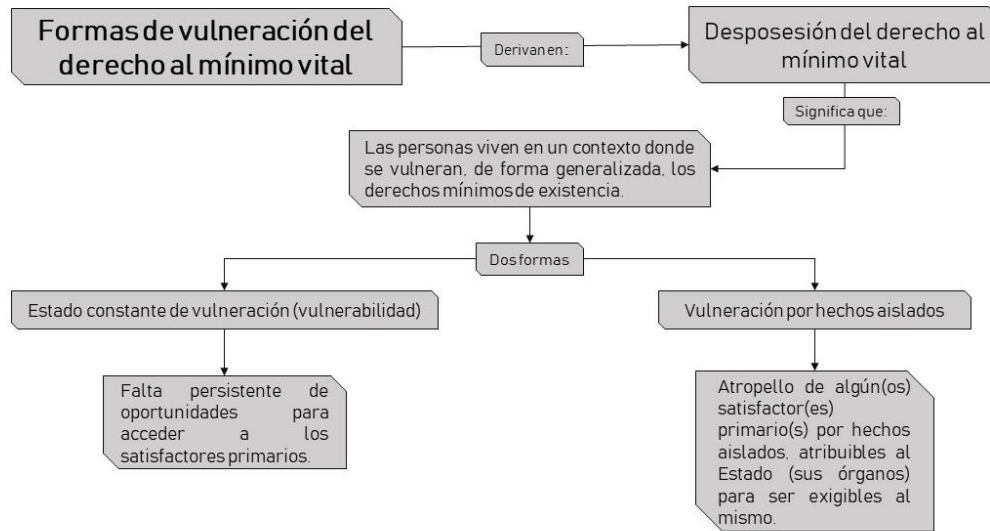 Formas de vulneración del
derecho al mínimo vital
Derivan en:
Desposesión del derecho al
mínimo vital
Significa que:
Las personas viven en un contexto donde
se vulneran, de forma generalizada, los
derechos mínimos de existencia.
Dos formas
Estado constante de vulneración (vulnerabilidad)
Vulneración por hechos aislados
Falta persistente de
oportunidades para
acceder a los
satisfactores primarios.
Atropello de algún(os)
satisfactor(es)
primario(s) por hechos
aislados, atribuibles al
Estado (sus órganos)
para ser exigibles al
mismo.